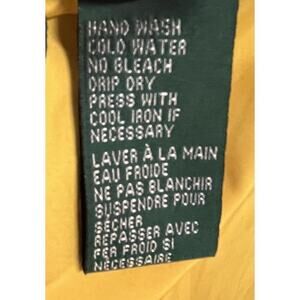 HAND WASH
COLD WATER
NO BLEACH
DRIP DRY
PRESS WITH
COOL IRON IF
NECESSARY
LAVER À LA MAIN
EAU FROIDE
NE PAS BLANCHIR
SUSPENDRE POUR
SECHER
REPASSER AVEC
FER FROID SI
NECESSAIRE